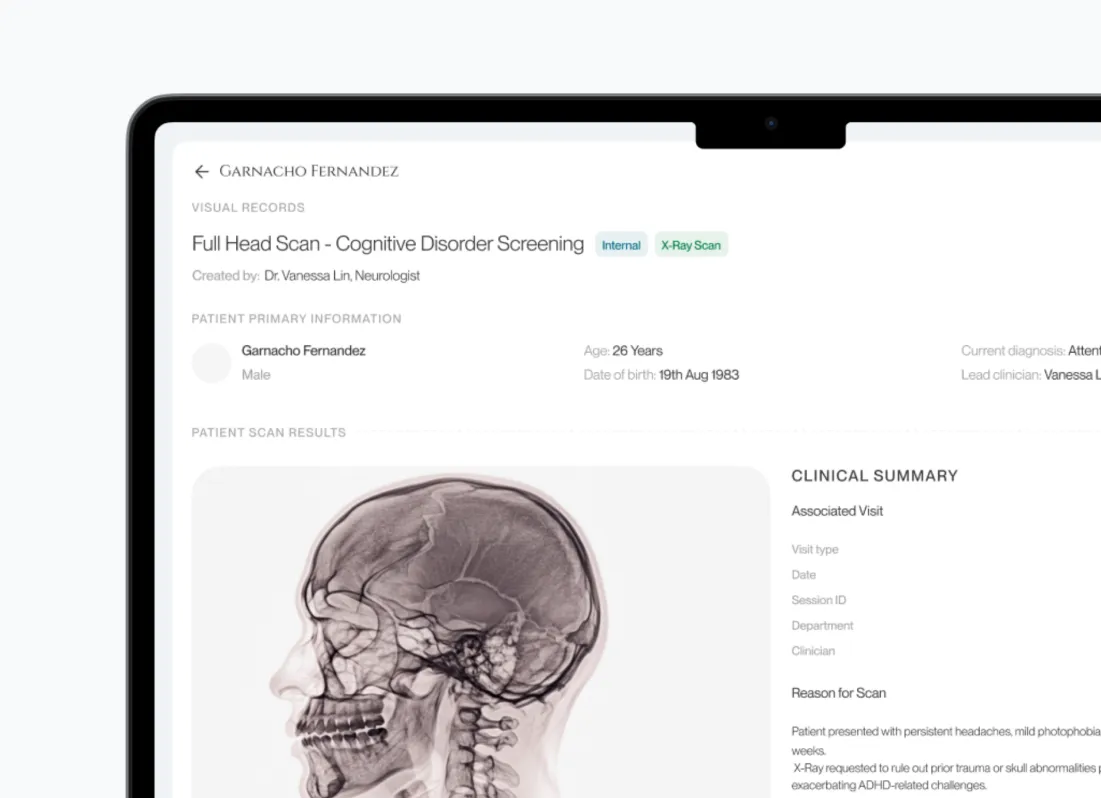 GARNACHO FERNANDEZ
VISUAL RECORDS
Full Head Scan - Cognitive Disorder Screening Internal X-Ray Scan
Created by: Dr. Vanessa Lin, Neurologist
PATIENT PRIMARY INFORMATION
Garnacho Fernandez
Male
Age: 26 Years
Date of birth: 19th Aug 1983
Current diagnosis:
Lead clinician: Vanessa
PATIENT SCAN RESULTS
CLINICAL SUMMARY
Associated Visit
Visit type
Date
Session ID
Department
Clinician
Reason for Scan
Patient presented with persistent headaches, mild photophobia
weeks.
X-Ray requested to rule out prior trauma or skull abnormalities
exacerbating ADHD-related challenges.